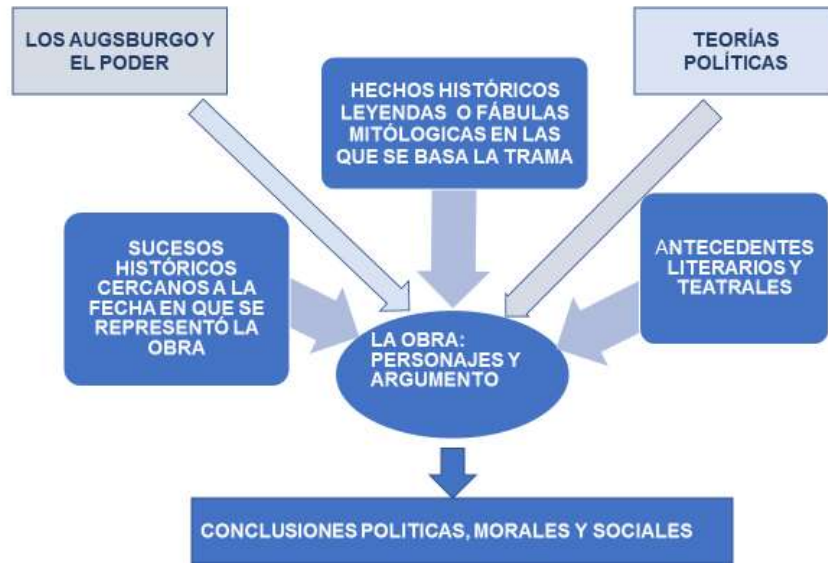 LOS AUGSBURGO Y
EL PODER
TEORÍAS
POLÍTICAS
HECHOS HISTÓRICOS
LEYENDAS O FÁBULAS
MITÓLOGICAS EN LAS
QUE SE BASA LA TRAMA
SUCESOS
HISTÓRICOS
CERCANOS A LA
FECHA EN QUE SE
REPRESENTÓ LA
OBRA
ANTECEDENTES
LITERARIOS Y
TEATRALES
LA OBRA:
PERSONAJES Y
ARGUMENTO
CONCLUSIONES POLITICAS, MORALES Y SOCIALES